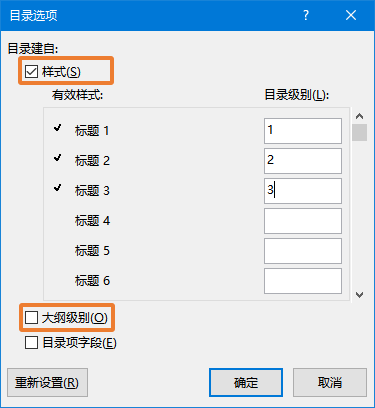 目录选项 ?
目录建自:
样式(S)
有效样式: 目录级别(L):
标题 1 1
标题 2 2
标题 3 3
标题 4
标题 5
标题 6
大纲级别(O)
目录项字段(E)
重新设置(R) 确定 取消